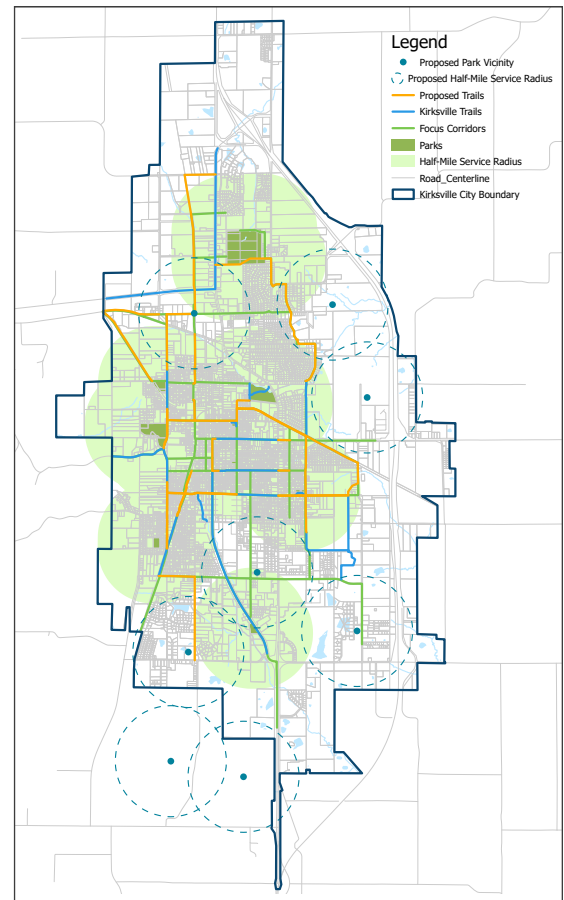 Legend
Proposed Park Vicinity
Proposed Half-Mile Service Radius
Proposed Trails
Kirksville Trails
Focus Corridors
Parks
Half-Mile Service Radius
Road_Centerline
Kirksville City Boundary